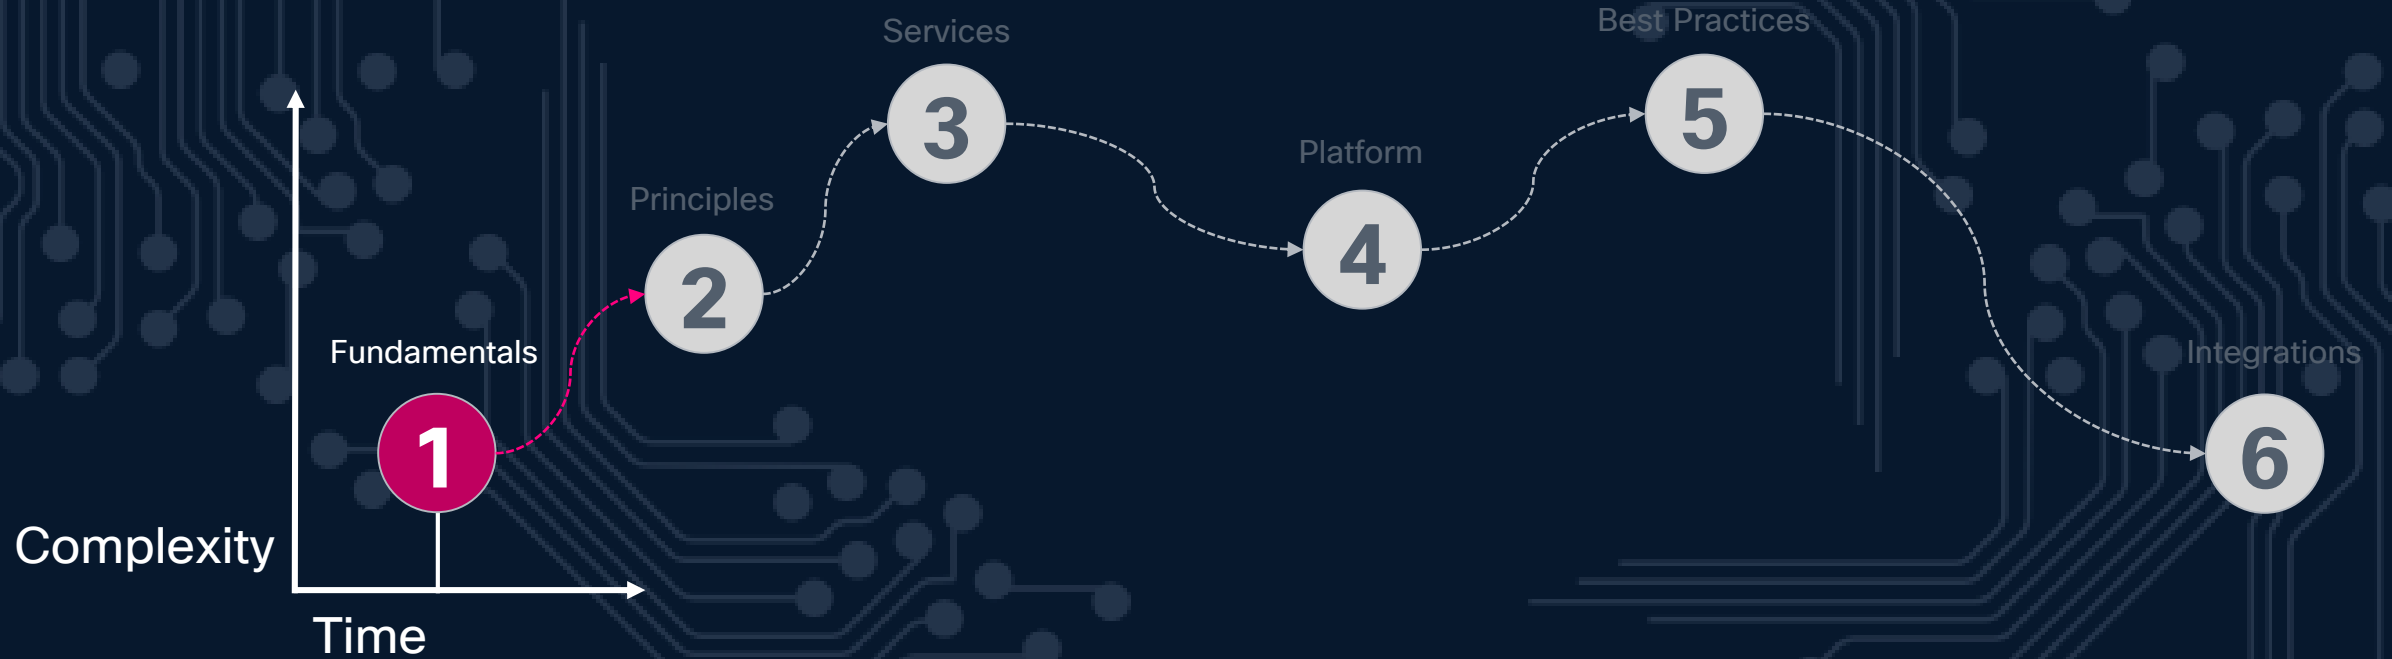 Services
Best Practices
3
5
Platform
Principles
4
2
Fundamentals
Integrations
1
6
Complexity
Time